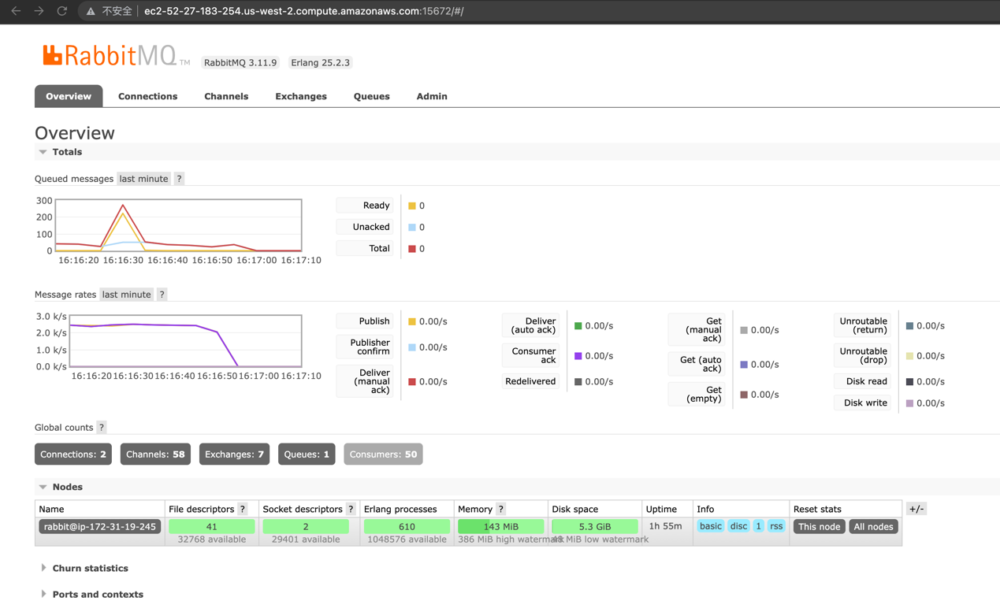 不安全 ec2-52-27-183-254.us-west-2.compute.amazonaws.com:15672/#/
RabbitMQ TM RabbitMQ 3.11.9 Erlang 25.2.3
Overview Connections Channels Exchanges Queues Admin
Overview
Totals
Queued messages last minute ?
300
200
100
0
16:16:20 16:16:30 16:16:40 16:16:50 16:17:00 16:17:10
Ready 0
Unacked 0
Total 0
Message rates last minute ?
3.0 k/s
2.0 k/s
1.0 k/s
0.0 k/s
16:16:20 16:16:30 16:16:40 16:16:50 16:17:00 16:17:10
Publish 0.00/s
Publisher
confirm 0.00/s
Deliver
(manual
ack) 0.00/s
Deliver
(auto ack) 0.00/s
Consumer
ack 0.00/s
Redelivered 0.00/s
Get
(manual
ack) 0.00/s
Get (auto
ack) 0.00/s
Get
(empty) 0.00/s
Unroutable
(return) 0.00/s
Unroutable
(drop) 0.00/s
Disk read 0.00/s
Disk write 0.00/s
Global counts ?
Connections: 2 Channels: 58 Exchanges: 7 Queues: 1 Consumers: 50
Nodes
Name File descriptors ? Socket descriptors ? Erlang processes Memory ? Disk space Uptime Info Reset stats +/-
rabbit@ip-172-31-19-245 41 2 610 143 MiB 5.3 GiB 1h 55m basic disc 1 rss This node All nodes
32768 available 29401 available 1048576 available 386 MiB high watermark MiB low watermark
Churn statistics
Ports and contexts